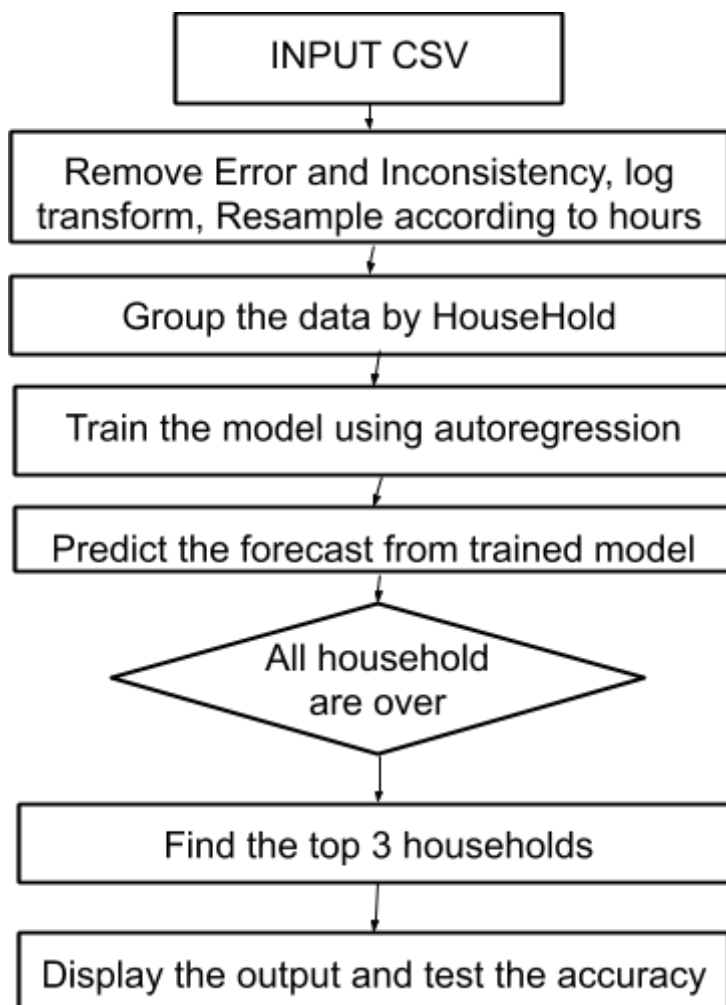 INPUT CSV
Remove Error and Inconsistency, log
transform, Resample according to hours
Group the data by HouseHold
Train the model using autoregression
Predict the forecast from trained model
All household
are over
Find the top 3 households
Display the output and test the accuracy